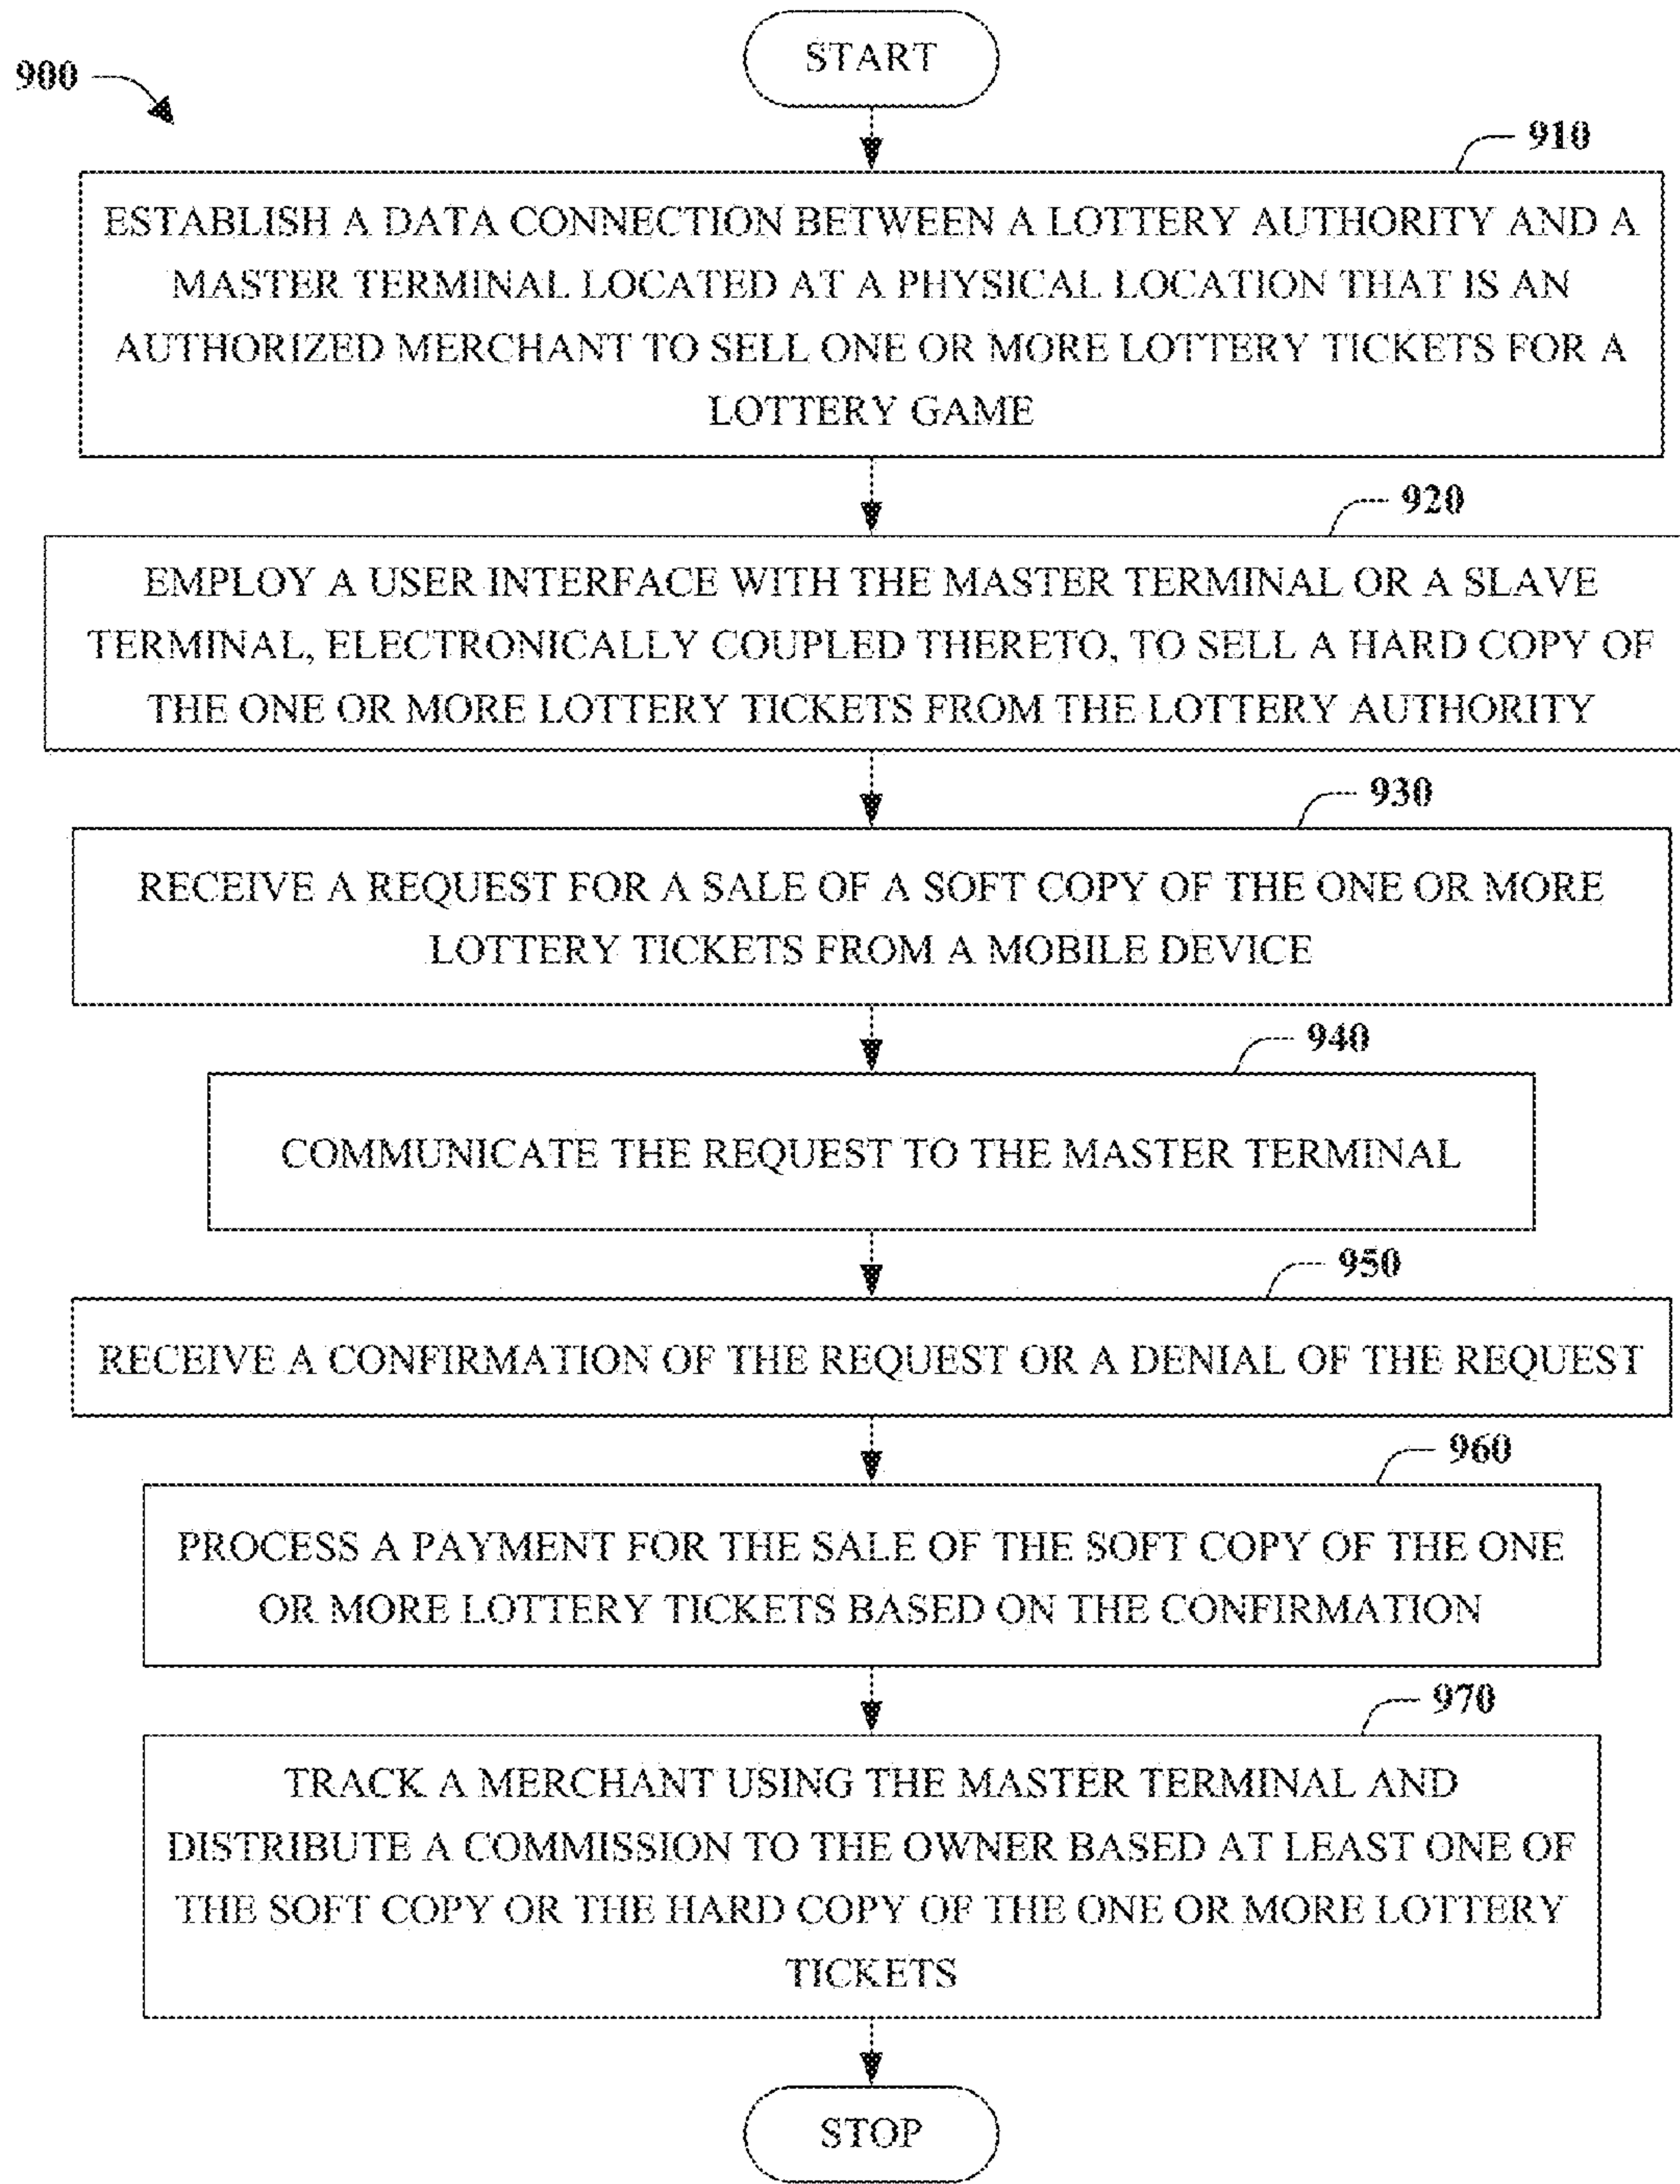 START
900
910
ESTABLISH A DATA CONNECTION BETWEEN A LOTTERY AUTHORITY AND A
MASTER TERMINAL LOCATED AT A PHYSICAL LOCATION THAT IS AN
AUTHORIZED MERCHANT TO SELL ONE OR MORE LOTTERY TICKETS FOR A
LOTTERY GAME
920
EMPLOY A USER INTERFACE WITH THE MASTER TERMINAL OR A SLAVE
TERMINAL, ELECTRONICALLY COUPLED THERETO, TO SELL A HARD COPY OF
THE ONE OR MORE LOTTERY TICKETS FROM THE LOTTERY AUTHORITY
930
RECEIVE A REQUEST FOR A SALE OF A SOFT COPY OF THE ONE OR MORE
LOTTERY TICKETS FROM A MOBILE DEVICE
940
COMMUNICATE THE REQUEST TO THE MASTER TERMINAL
950
RECEIVE A CONFIRMATION OF THE REQUEST OR A DENIAL OF THE REQUEST
960
PROCESS A PAYMENT FOR THE SALE OF THE SOFT COPY OF THE ONE
OR MORE LOTTERY TICKETS BASED ON THE CONFIRMATION
970
TRACK A MERCHANT USING THE MASTER TERMINAL AND
DISTRIBUTE A COMMISSION TO THE OWNER BASED AT LEAST ONE OF
THE SOFT COPY OR THE HARD COPY OF THE ONE OR MORE LOTTERY
TICKETS
STOP